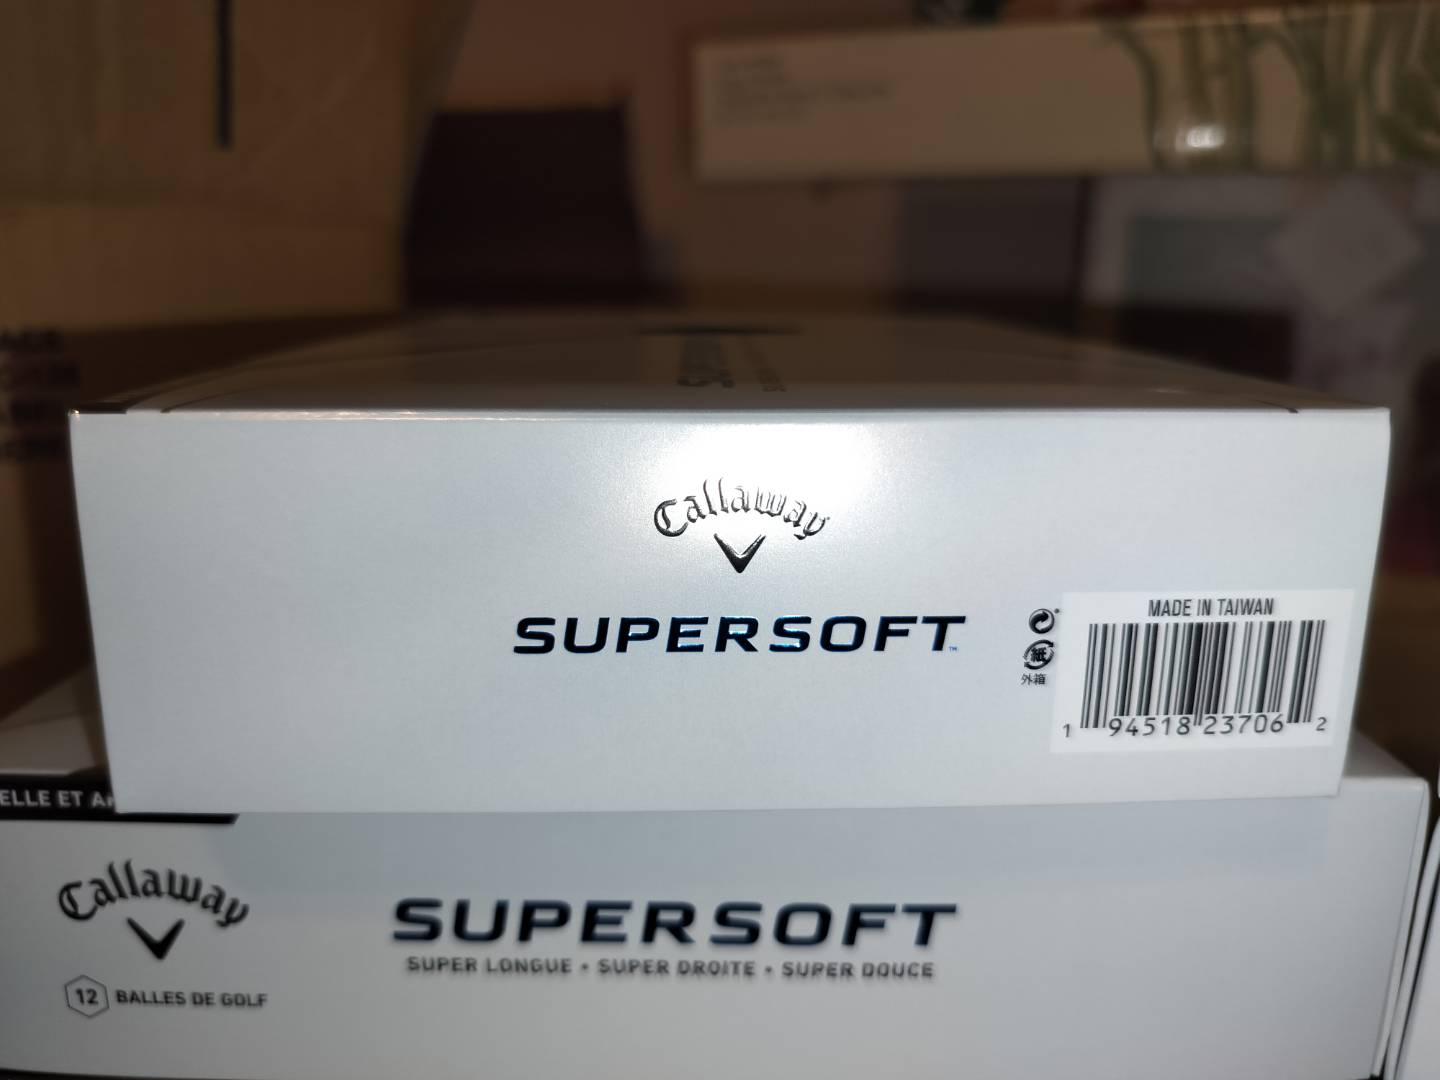 Callaway
SUPERSOFT™
MADE IN TAIWAN
紙
外箱
1 94518 23706 2
ELLE ET
Callaway
SUPERSOFT
SUPER LONGUE • SUPER DROITE • SUPER DOUCE
12 BALLES DE GOLF